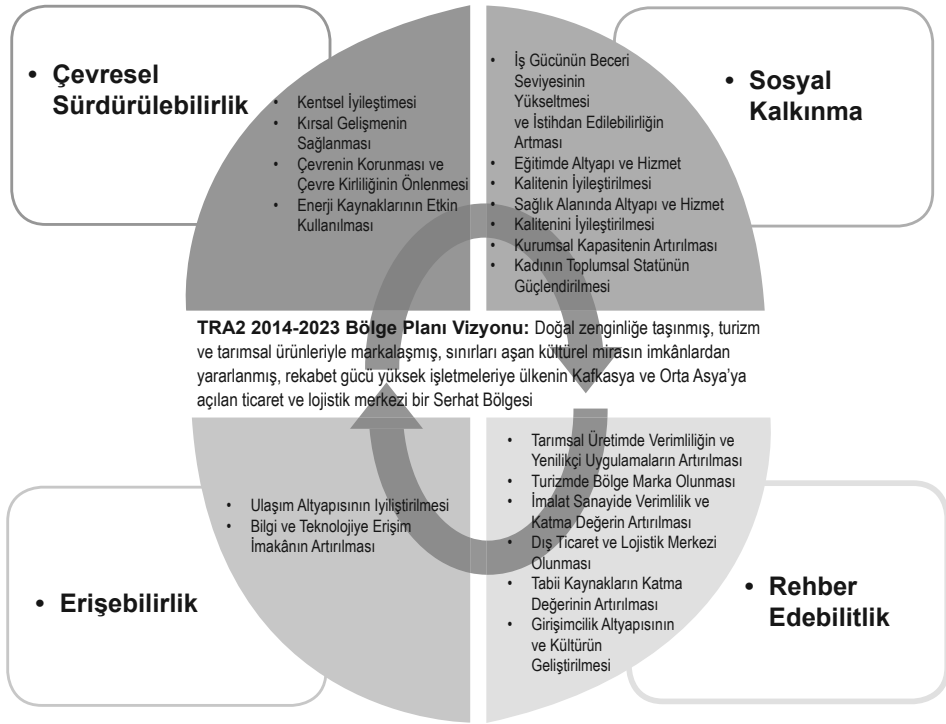 • Çevresel
Sürdürülebilirlik
• Kentsel İyileştimesi
• Kırsal Gelişmenin
Sağlanması
• Çevrenin Korunması ve
Çevre Kirliliğinin Önlenmesi
• Enerji Kaynaklarının Etkin
Kullanılması
• İş Gücünün Beceri
Seviyesinin
Yükseltmesi
ve İstihdan Edilebilirliğin
Artması
• Eğitimde Altyapı ve Hizmet
• Kalitenin İyileştirilmesi
• Sağlık Alanında Altyapı ve Hizmet
• Kalitenini İyileştirilmesi
• Kurumsal Kapasitenin Artırılması
• Kadının Toplumsal Statünün
Güçlendirilmesi
• Sosyal
Kalkınma
TRA2 2014-2023 Bölge Planı Vizyonu: Doğal zenginliğe taşınmış, turizm
ve tarımsal ürünleriyle markalaşmış, sınırları aşan kültürel mirasın imkânlardan
yararlanmış, rekabet gücü yüksek işletmeleriye ülkenin Kafkasya ve Orta Asya'ya
açılan ticaret ve lojistik merkezi bir Serhat Bölgesi
• Erişebilirlik
• Ulaşım Altyapısının Iyiliştirilmesi
• Bilgi ve Teknolojiye Erişim
İmakânın Artırılması
• Tarımsal Üretimde Verimliliğin ve
Yenilikçi Uygulamaların Artırılması
• Turizmde Bölge Marka Olunması
• İmalat Sanayide Verimlilik ve
Katma Değerin Artırılması
• Dış Ticaret ve Lojistik Merkezi
Olunması
• Tabii Kaynakların Katma
Değerinin Artırılması
• Girişimcilik Altyapısının
ve Kültürün
Geliştirilmesi
• Rehber
Edebilitlik